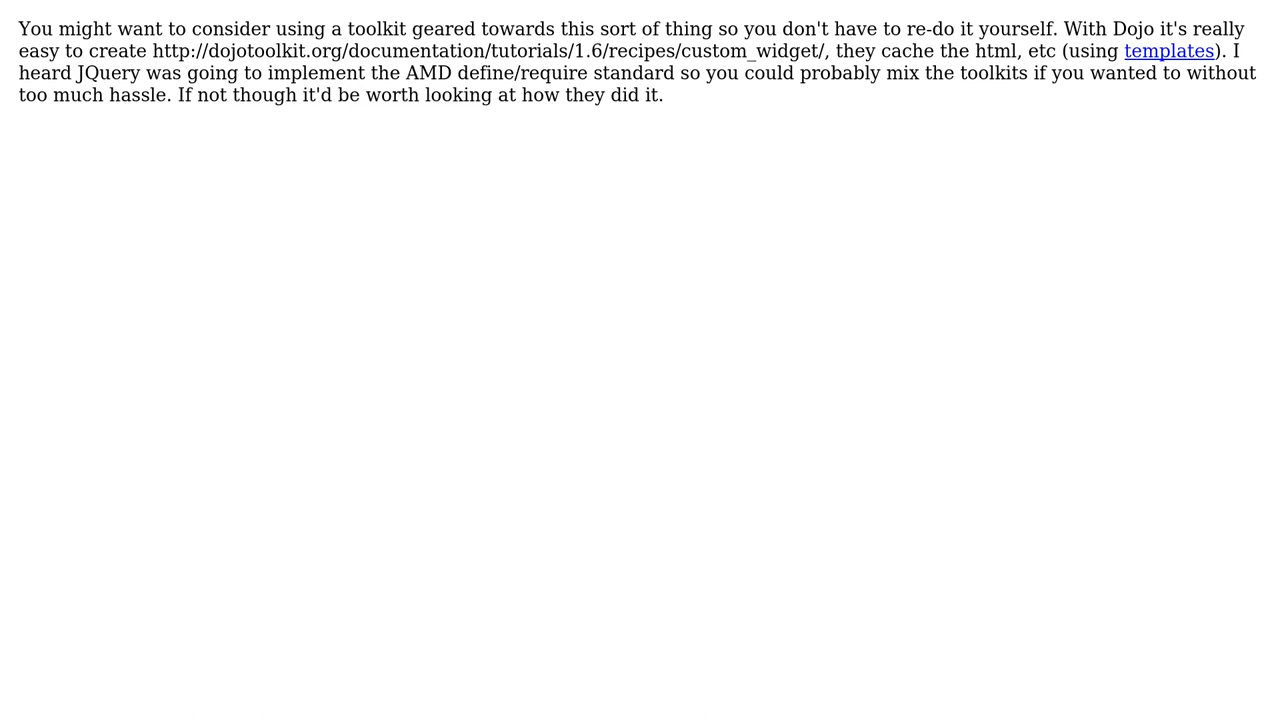 You might want to consider using a toolkit geared towards this sort of thing so you don't have to re-do it yourself. With Dojo it's really
easy to create http://dojotoolkit.org/documentation/tutorials/1.6/recipes/custom_widget/, they cache the html, etc (using templates). I
heard JQuery was going to implement the AMD define/require standard so you could probably mix the toolkits if you wanted to without
too much hassle. If not though it'd be worth looking at how they did it.